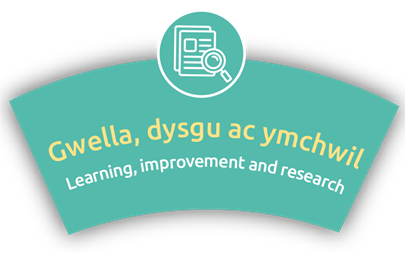 Gwella, dysgu ac ymchwil
Learning, improvement and research